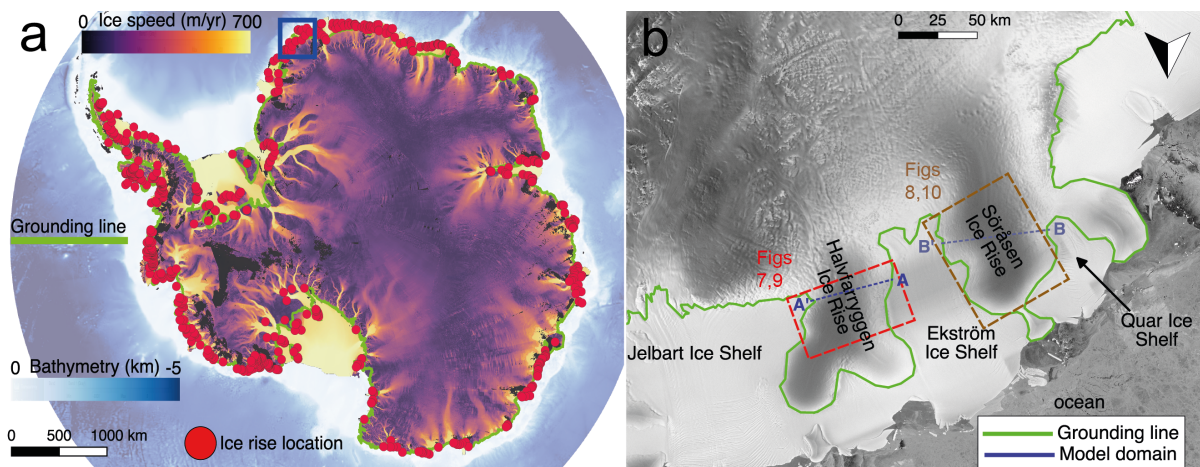 a
0 Ice speed (m/yr) 700
Grounding line
0 Bathymetry (km) -5
0 500 1000 km
Ice rise location
b
0 25 50 km
Figs
8,10
Söråsen
Ice Rise
B' B
Figs
7,9
Halvfarryggen
Ice Rise
A' A
Quar Ice
Shelf
Ekström
Ice Shelf
Jelbart Ice Shelf
ocean
Grounding line
Model domain